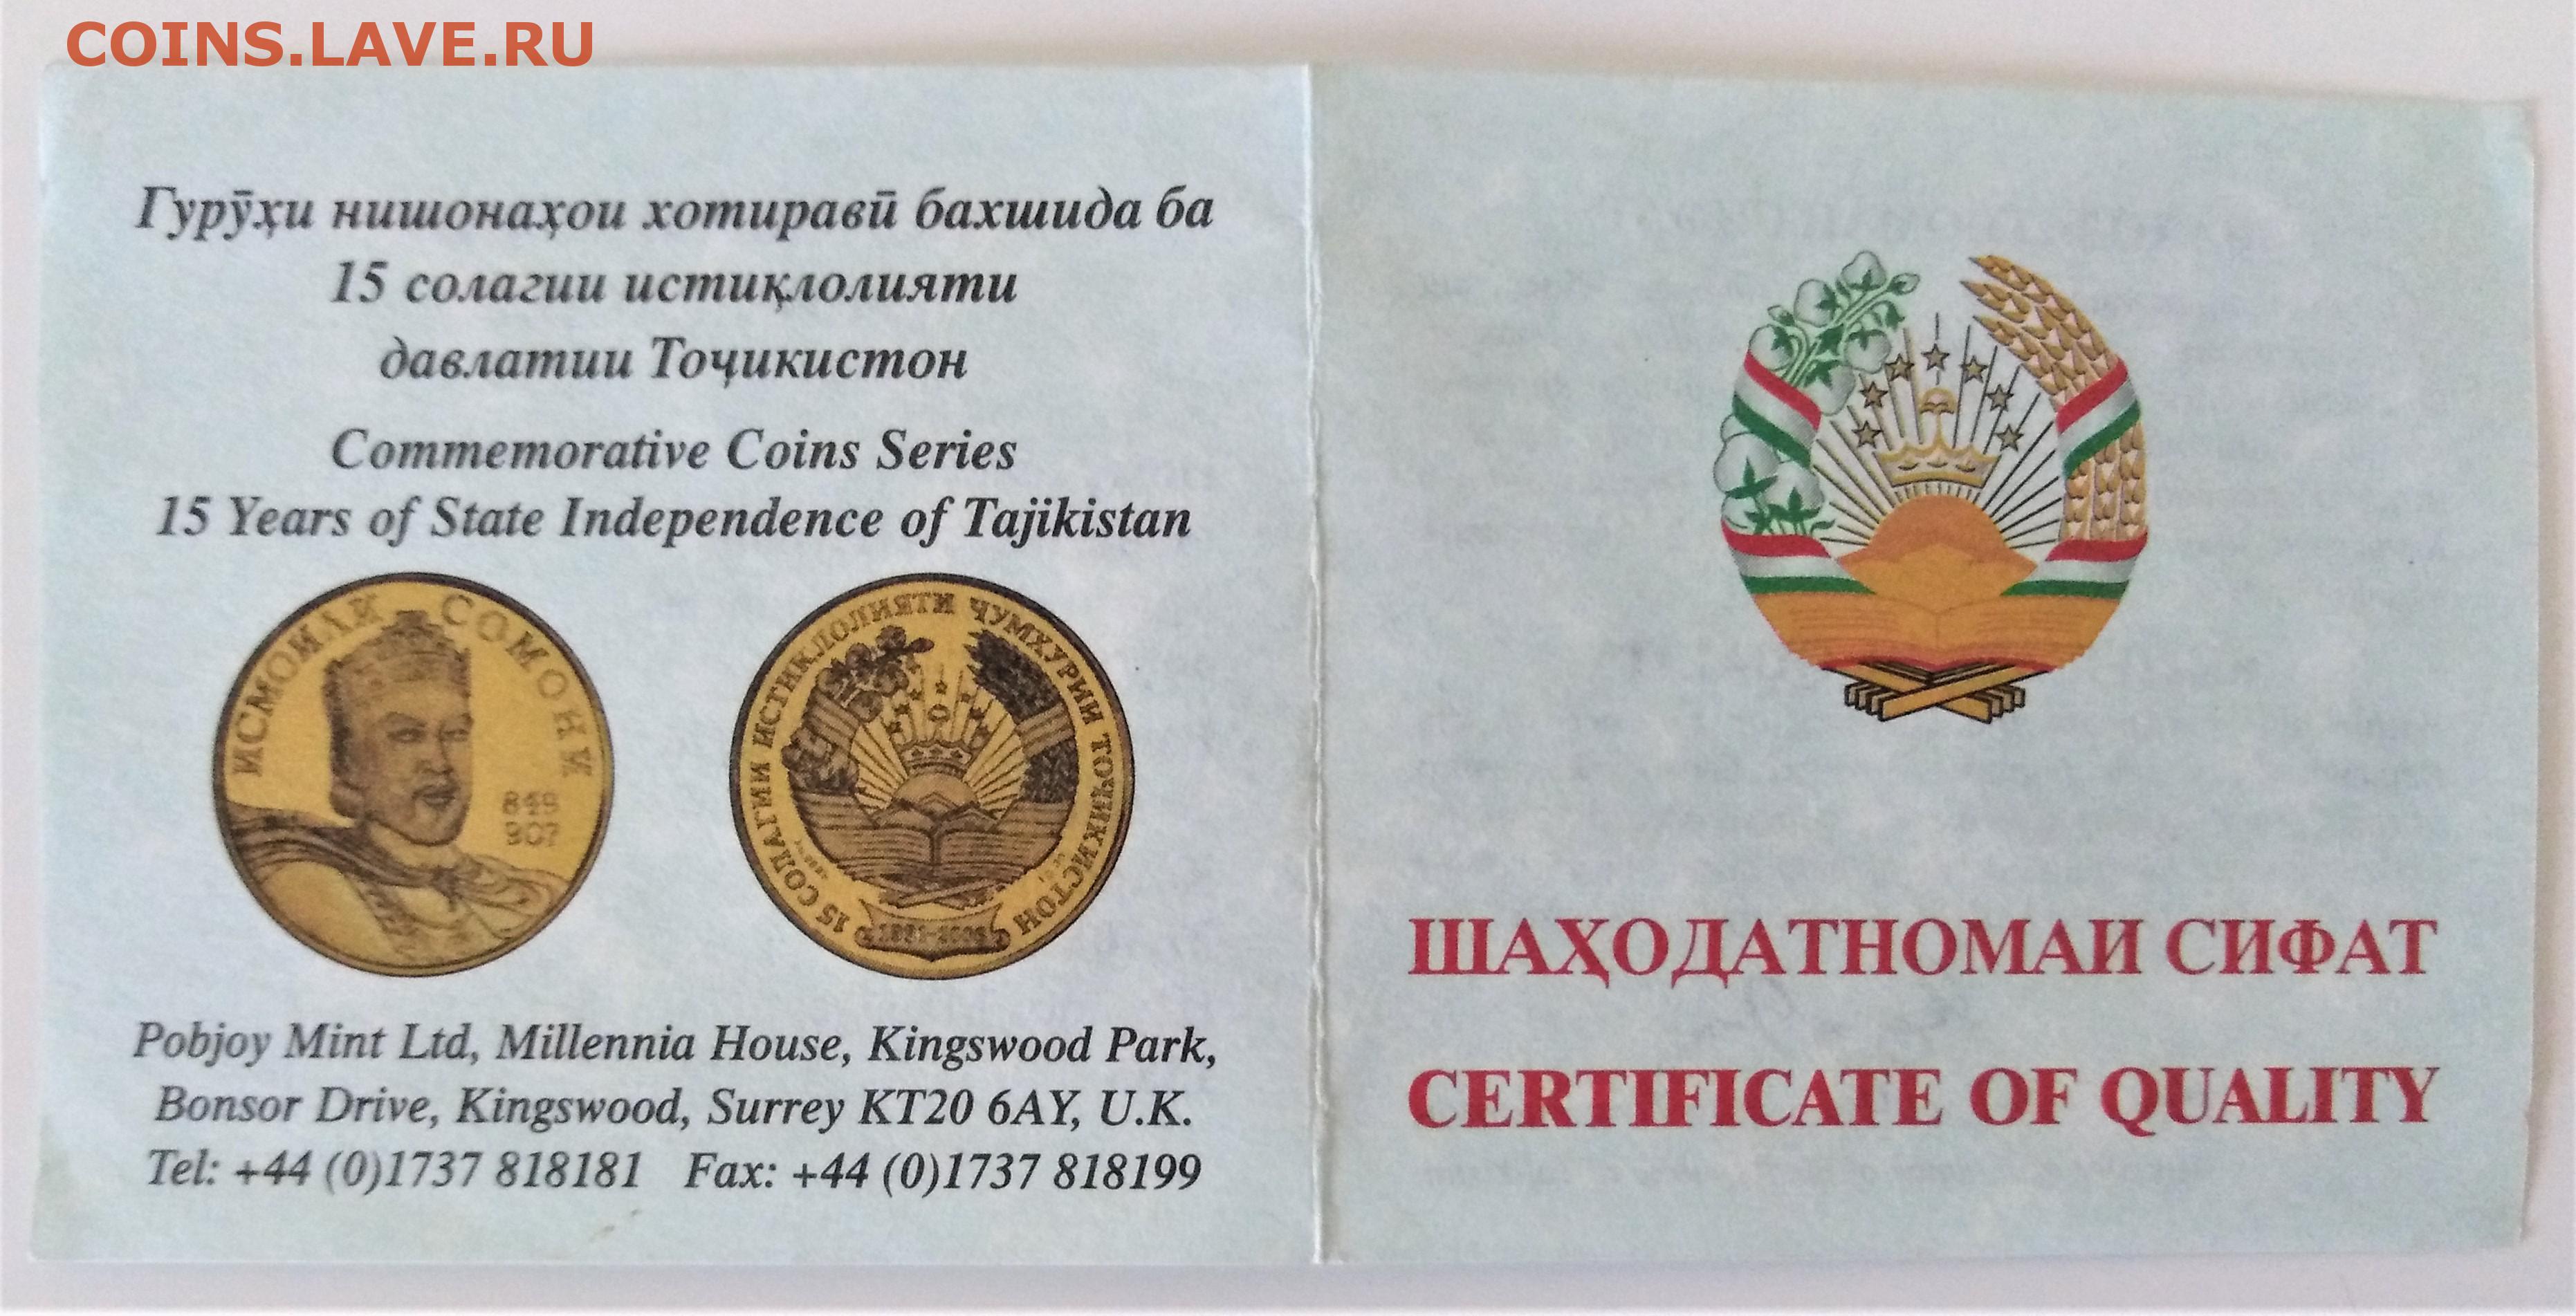 COINS.LAVE.RU
Гурӯҳи нишонаҳои хотиравӣ бахшида ба
15 солагии истиқлолияти
давлатии Тоҷикистон
Commemorative Coins Series
15 Years of State Independence of Tajikistan
ИСМОИЛИ СОМОНИ
849
907
15 СОЛАГИИ ИСТИҚЛОЛИЯТИ ҶУМҲУРИИ ТОҶИКИСТОН
1991-2006
Pobjoy Mint Ltd, Millennia House, Kingswood Park,
Bonsor Drive, Kingswood, Surrey KT20 6AY, U.K.
Tel: +44 (0)1737 818181 Fax: +44 (0)1737 818199
ШАҲОДАТНОМАИ СИФАТ
CERTIFICATE OF QUALITY